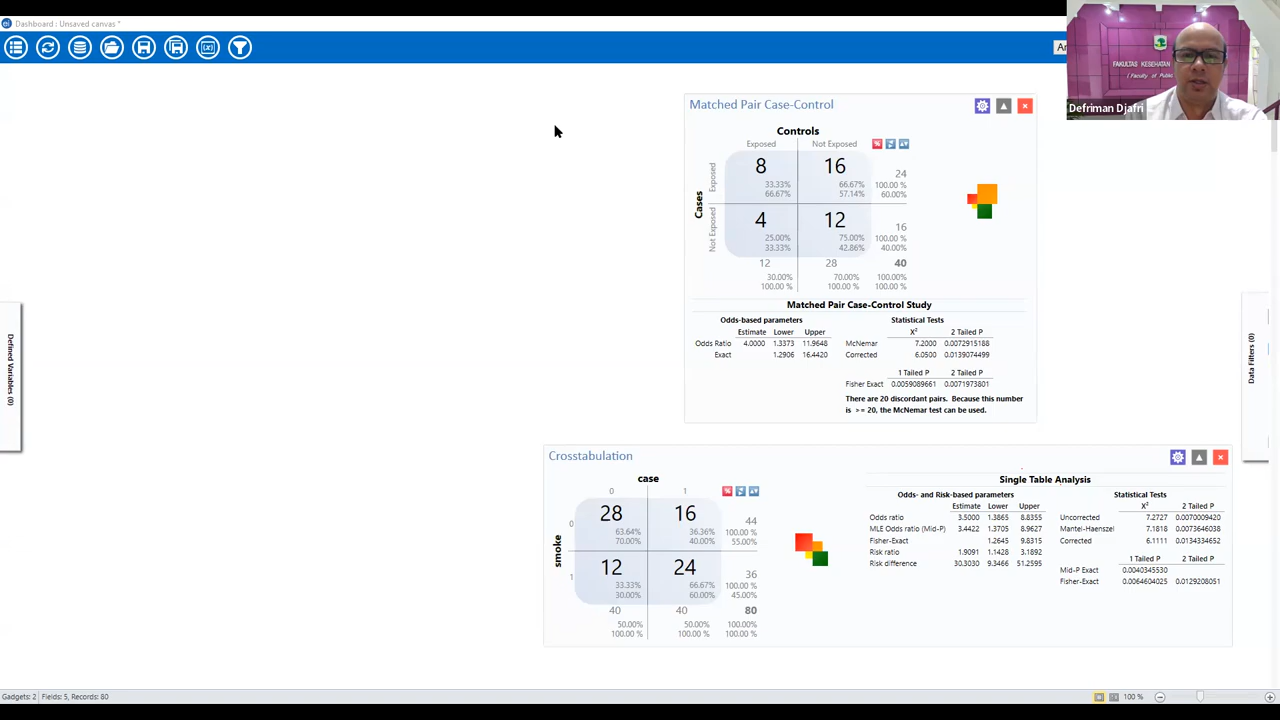 Dashboard : Unsaved canvas *
Matched Pair Case-Control
Controls
Exposed Not Exposed
Cases
Exposed
8 16 24
33.33% 66.67% 100.00 %
66.67% 57.14% 60.00%
Not Exposed
4 12 16
25.00% 75.00% 100.00 %
33.33% 42.86% 40.00%
12 28 40
30.00% 70.00% 100.00%
100.00 % 100.00 % 100.00 %
Matched Pair Case-Control Study
Odds-based parameters
Estimate Lower Upper
Odds Ratio 4.0000 1.3373 11.9648
Exact 1.2906 16.4420
Statistical Tests
X² 2 Tailed P
McNemar 7.2000 0.0072915188
Corrected 6.0500 0.0139074499
1 Tailed P 2 Tailed P
Fisher Exact 0.0059089661 0.0071973801
There are 20 discordant pairs. Because this number
is >= 20, the McNemar test can be used.
Crosstabulation
case
0 1
smoke
0 28 16 44
63.64% 36.36% 100.00 %
70.00% 40.00% 55.00%
1 12 24 36
33.33% 66.67% 100.00 %
30.00% 60.00% 45.00%
40 40 80
50.00% 50.00% 100.00%
100.00 % 100.00 % 100.00 %
Single Table Analysis
Odds- and Risk-based parameters
Estimate Lower Upper
Odds ratio 3.5000 1.3865 8.8355
MLE Odds ratio (Mid-P) 3.4422 1.3705 8.9627
Fisher-Exact 1.2645 9.8315
Risk ratio 1.9091 1.1428 3.1892
Risk difference 30.3030 9.3466 51.2595
Statistical Tests
X² 2 Tailed P
Uncorrected 7.2727 0.0070009420
Mantel-Haenszel 7.1818 0.0073646038
Corrected 6.1111 0.0134334652
1 Tailed P 2 Tailed P
Mid-P Exact 0.0040345530
Fisher-Exact 0.0064604025 0.0129208051
Defined Variables (0)
Data Filters (0)
FAKULTAS KESEHATAN
(Faculty of Public
Defriman Djafri
Gadgets: 2 Fields: 5, Records: 80
100 %